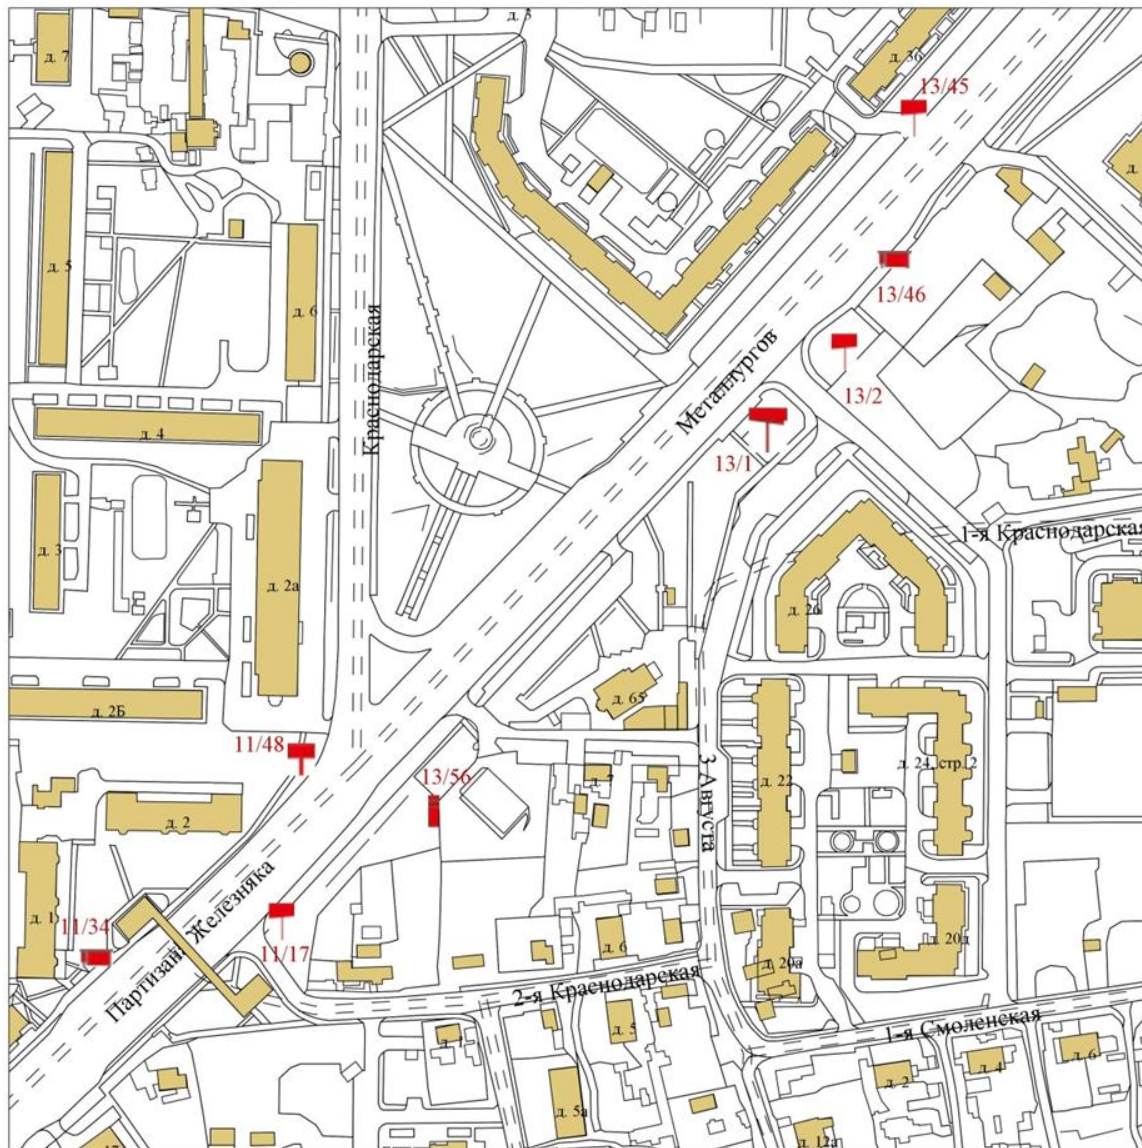 д. 3
д. 7
д. 36
13/45
д.
д. 5
13/46
д. 6
Краснодарская
Металлургов
13/2
д. 4
13/1
1-я Краснодарская
д. 3
д. 2а
д. 26
д. 65
д. 2Б
11/48
3 Августа
д. 24, стр. 2
13/56
д. 7
д. 22
д. 2
Партизана Железняка
д. 1
11/34
11/17
д. 6
д. 20д
д. 20а
2-я Краснодарская
1-я Смоленская
д. 1
д. 5
д. 2
д. 4
д. 6
д. 5а
д. 12а